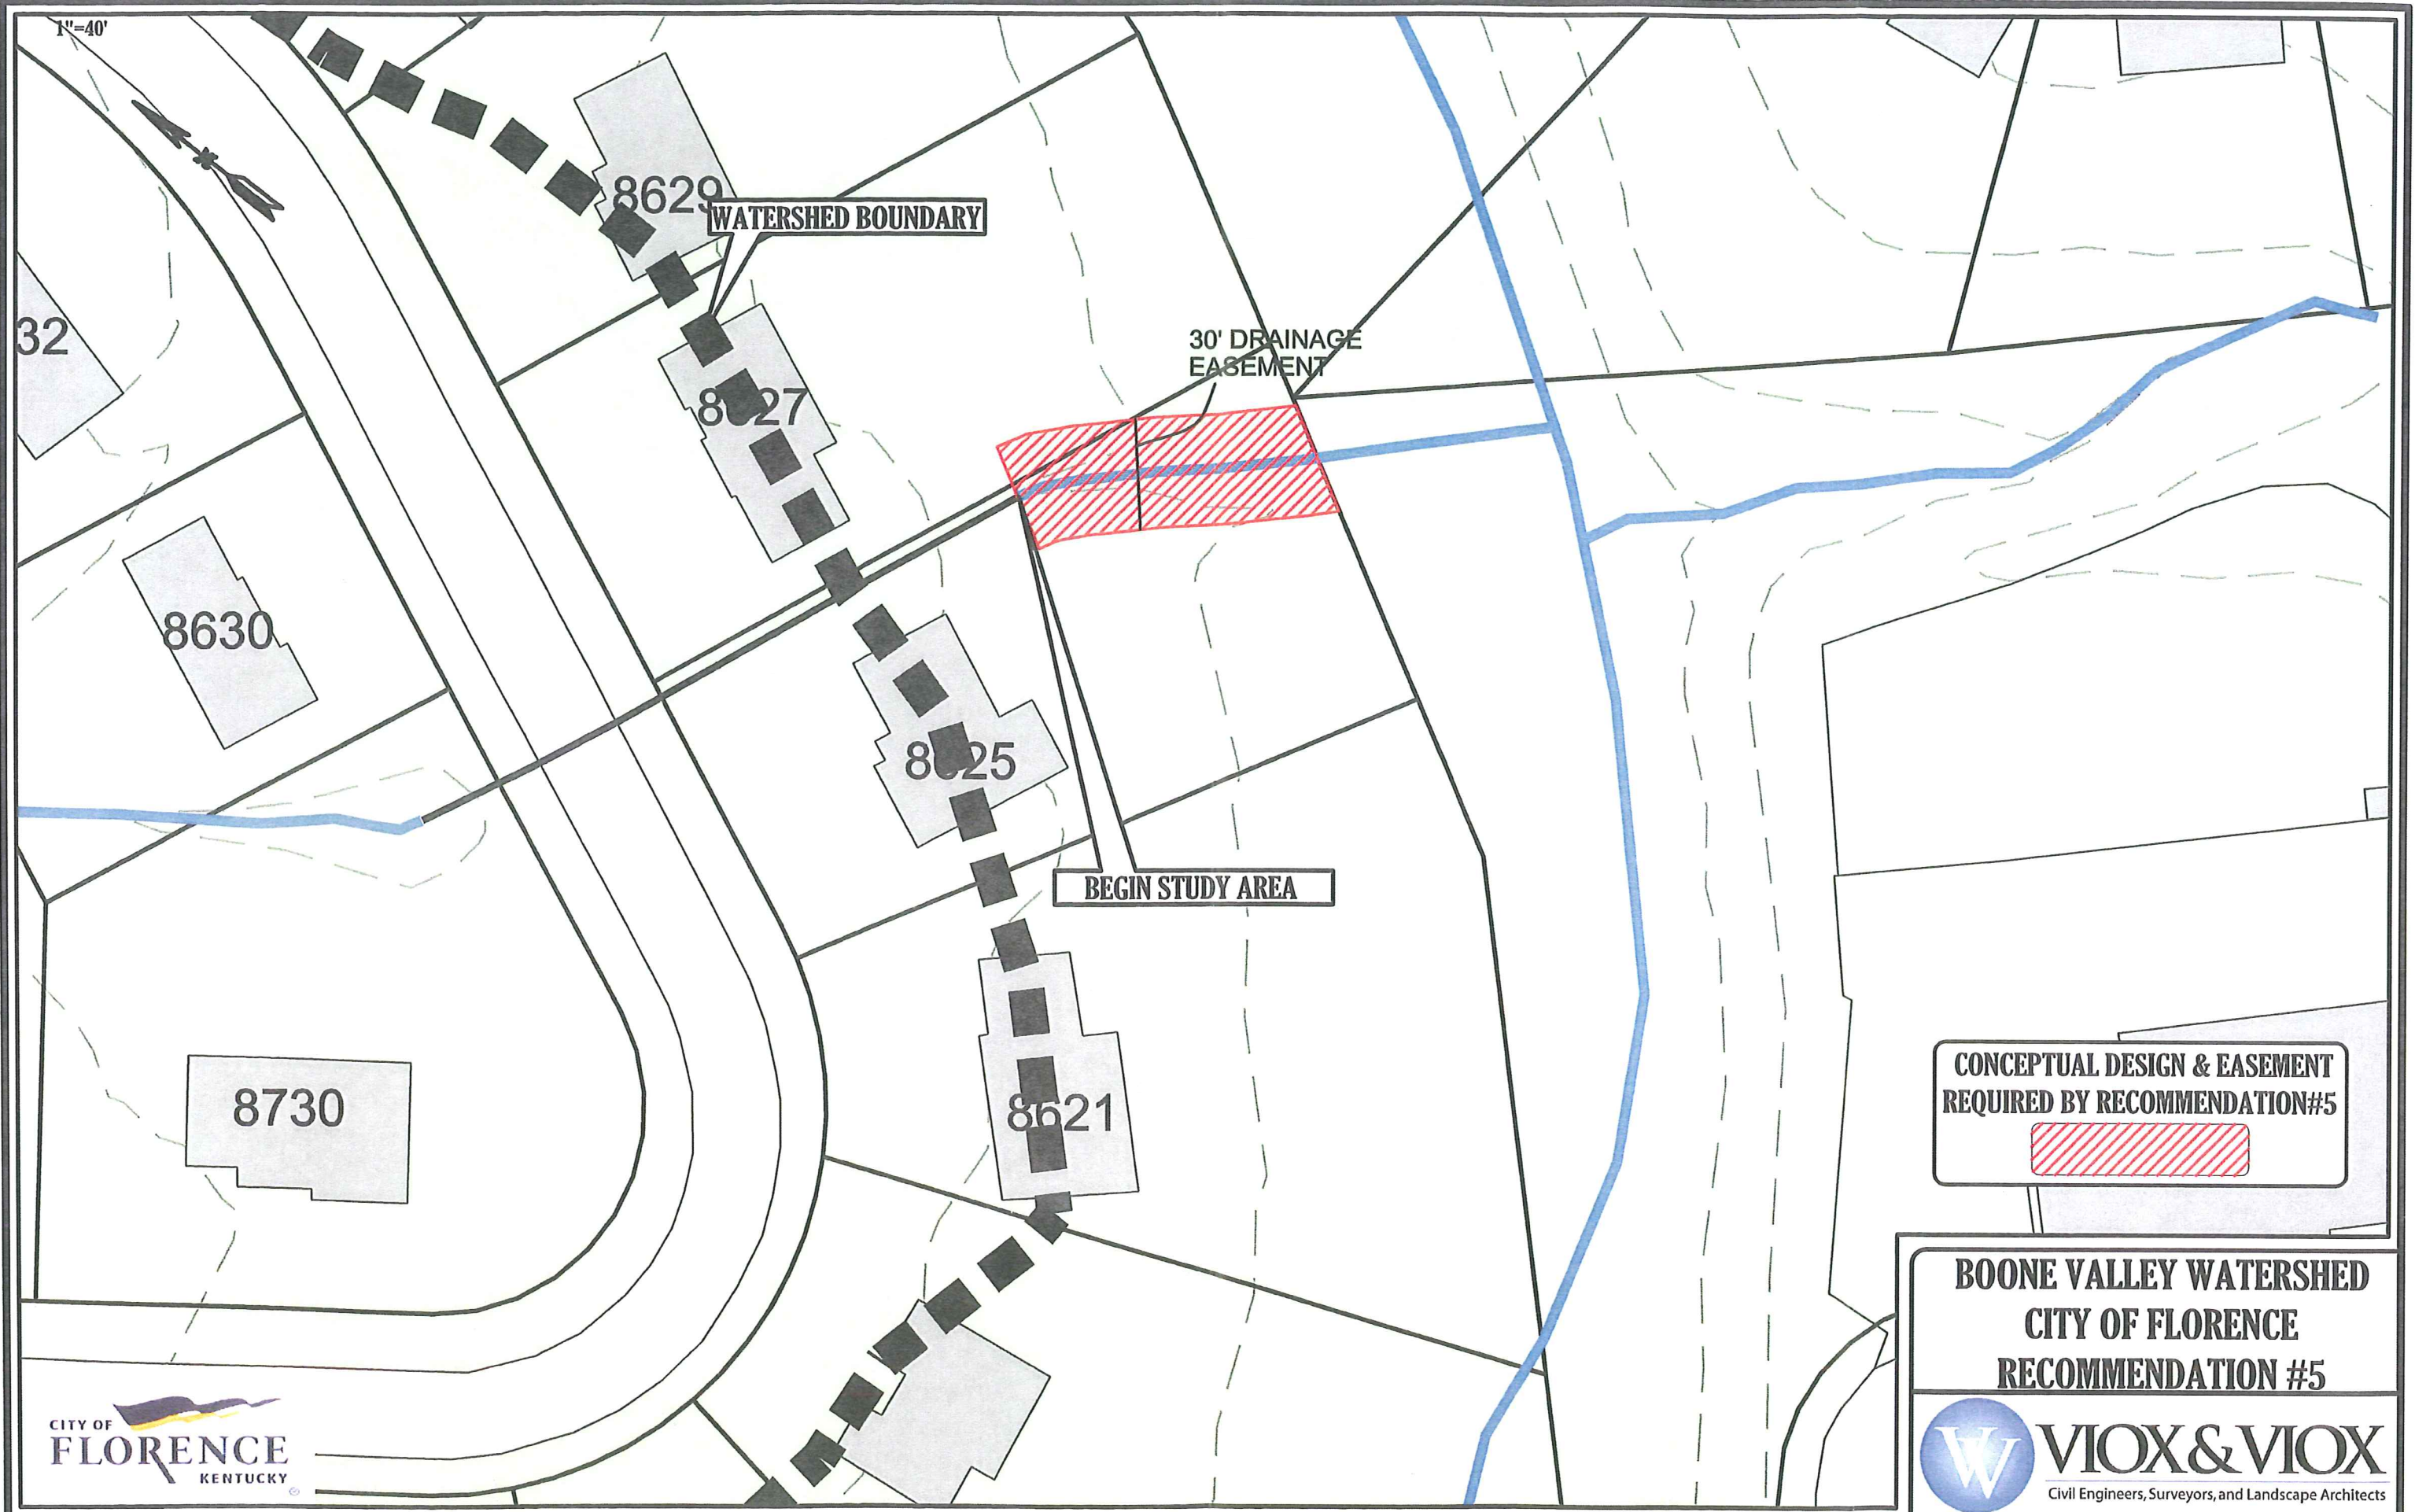 1"=40'
8629
WATERSHED BOUNDARY
32
30' DRAINAGE
EASEMENT
8630
BEGIN STUDY AREA
8730
8621
CONCEPTUAL DESIGN & EASEMENT
REQUIRED BY RECOMMENDATION#5
BOONE VALLEY WATERSHED
CITY OF FLORENCE
RECOMMENDATION #5
CITY OF
FLORENCE
KENTUCKY
VV
VIOX & VIOX
Civil Engineers, Surveyors, and Landscape Architects